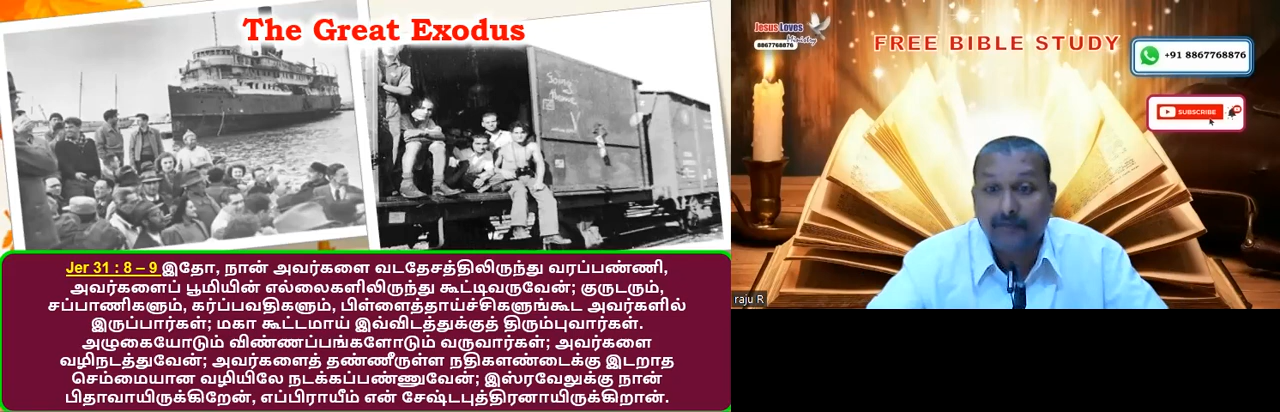 The Great Exodus
Jer 31 : 8 – 9 இதோ, நான் அவர்களை வடதேசத்திலிருந்து வரப்பண்ணி,
அவர்களைப் பூமியின் எல்லைகளிலிருந்து கூட்டிவருவேன்; குருடரும்,
சப்பாணிகளும், கர்ப்பவதிகளும், பிள்ளைத்தாய்ச்சிகளுங்கூட அவர்களில்
இருப்பார்கள்; மகா கூட்டமாய் இவ்விடத்துக்குத் திரும்புவார்கள்.
அழுகையோடும் விண்ணப்பங்களோடும் வருவார்கள்; அவர்களை
வழிநடத்துவேன்; அவர்களைத் தண்ணீருள்ள நதிகளண்டைக்கு இடறாத
செம்மையான வழியிலே நடக்கப்பண்ணுவேன்; இஸ்ரவேலுக்கு நான்
பிதாவாயிருக்கிறேன், எப்பிராயீம் என் சேஷ்டபுத்திரனாயிருக்கிறான்.
Jesus Loves
Ministry
8867768876
FREE BIBLE STUDY
+91 8867768876
SUBSCRIBE
raju R